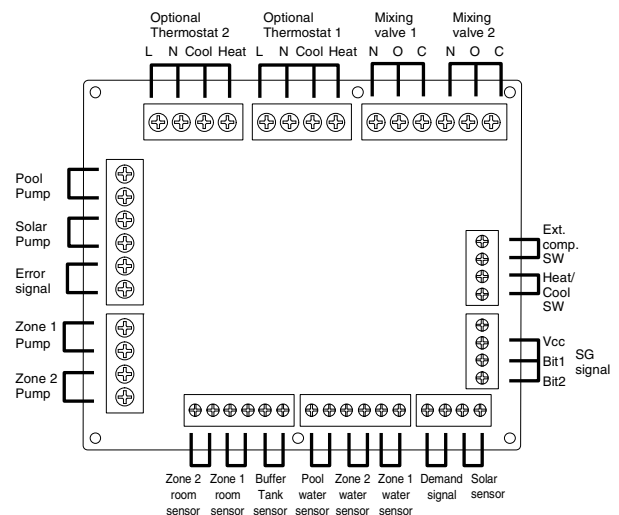 Optional
Thermostat 2
Optional
Thermostat 1
Mixing
valve 1
Mixing
valve 2
L N Cool Heat
L N Cool Heat
N O C
N O C
Pool
Pump
Solar
Pump
Error
signal
Zone 1
Pump
Zone 2
Pump
Ext.
comp.
SW
Heat/
Cool
SW
Vcc
Bit1
Bit2
SG
signal
Zone 2
room
sensor
Zone 1
room
sensor
Buffer
Tank
sensor
Pool
water
sensor
Zone 2
water
sensor
Zone 1
water
sensor
Demand
signal
Solar
sensor